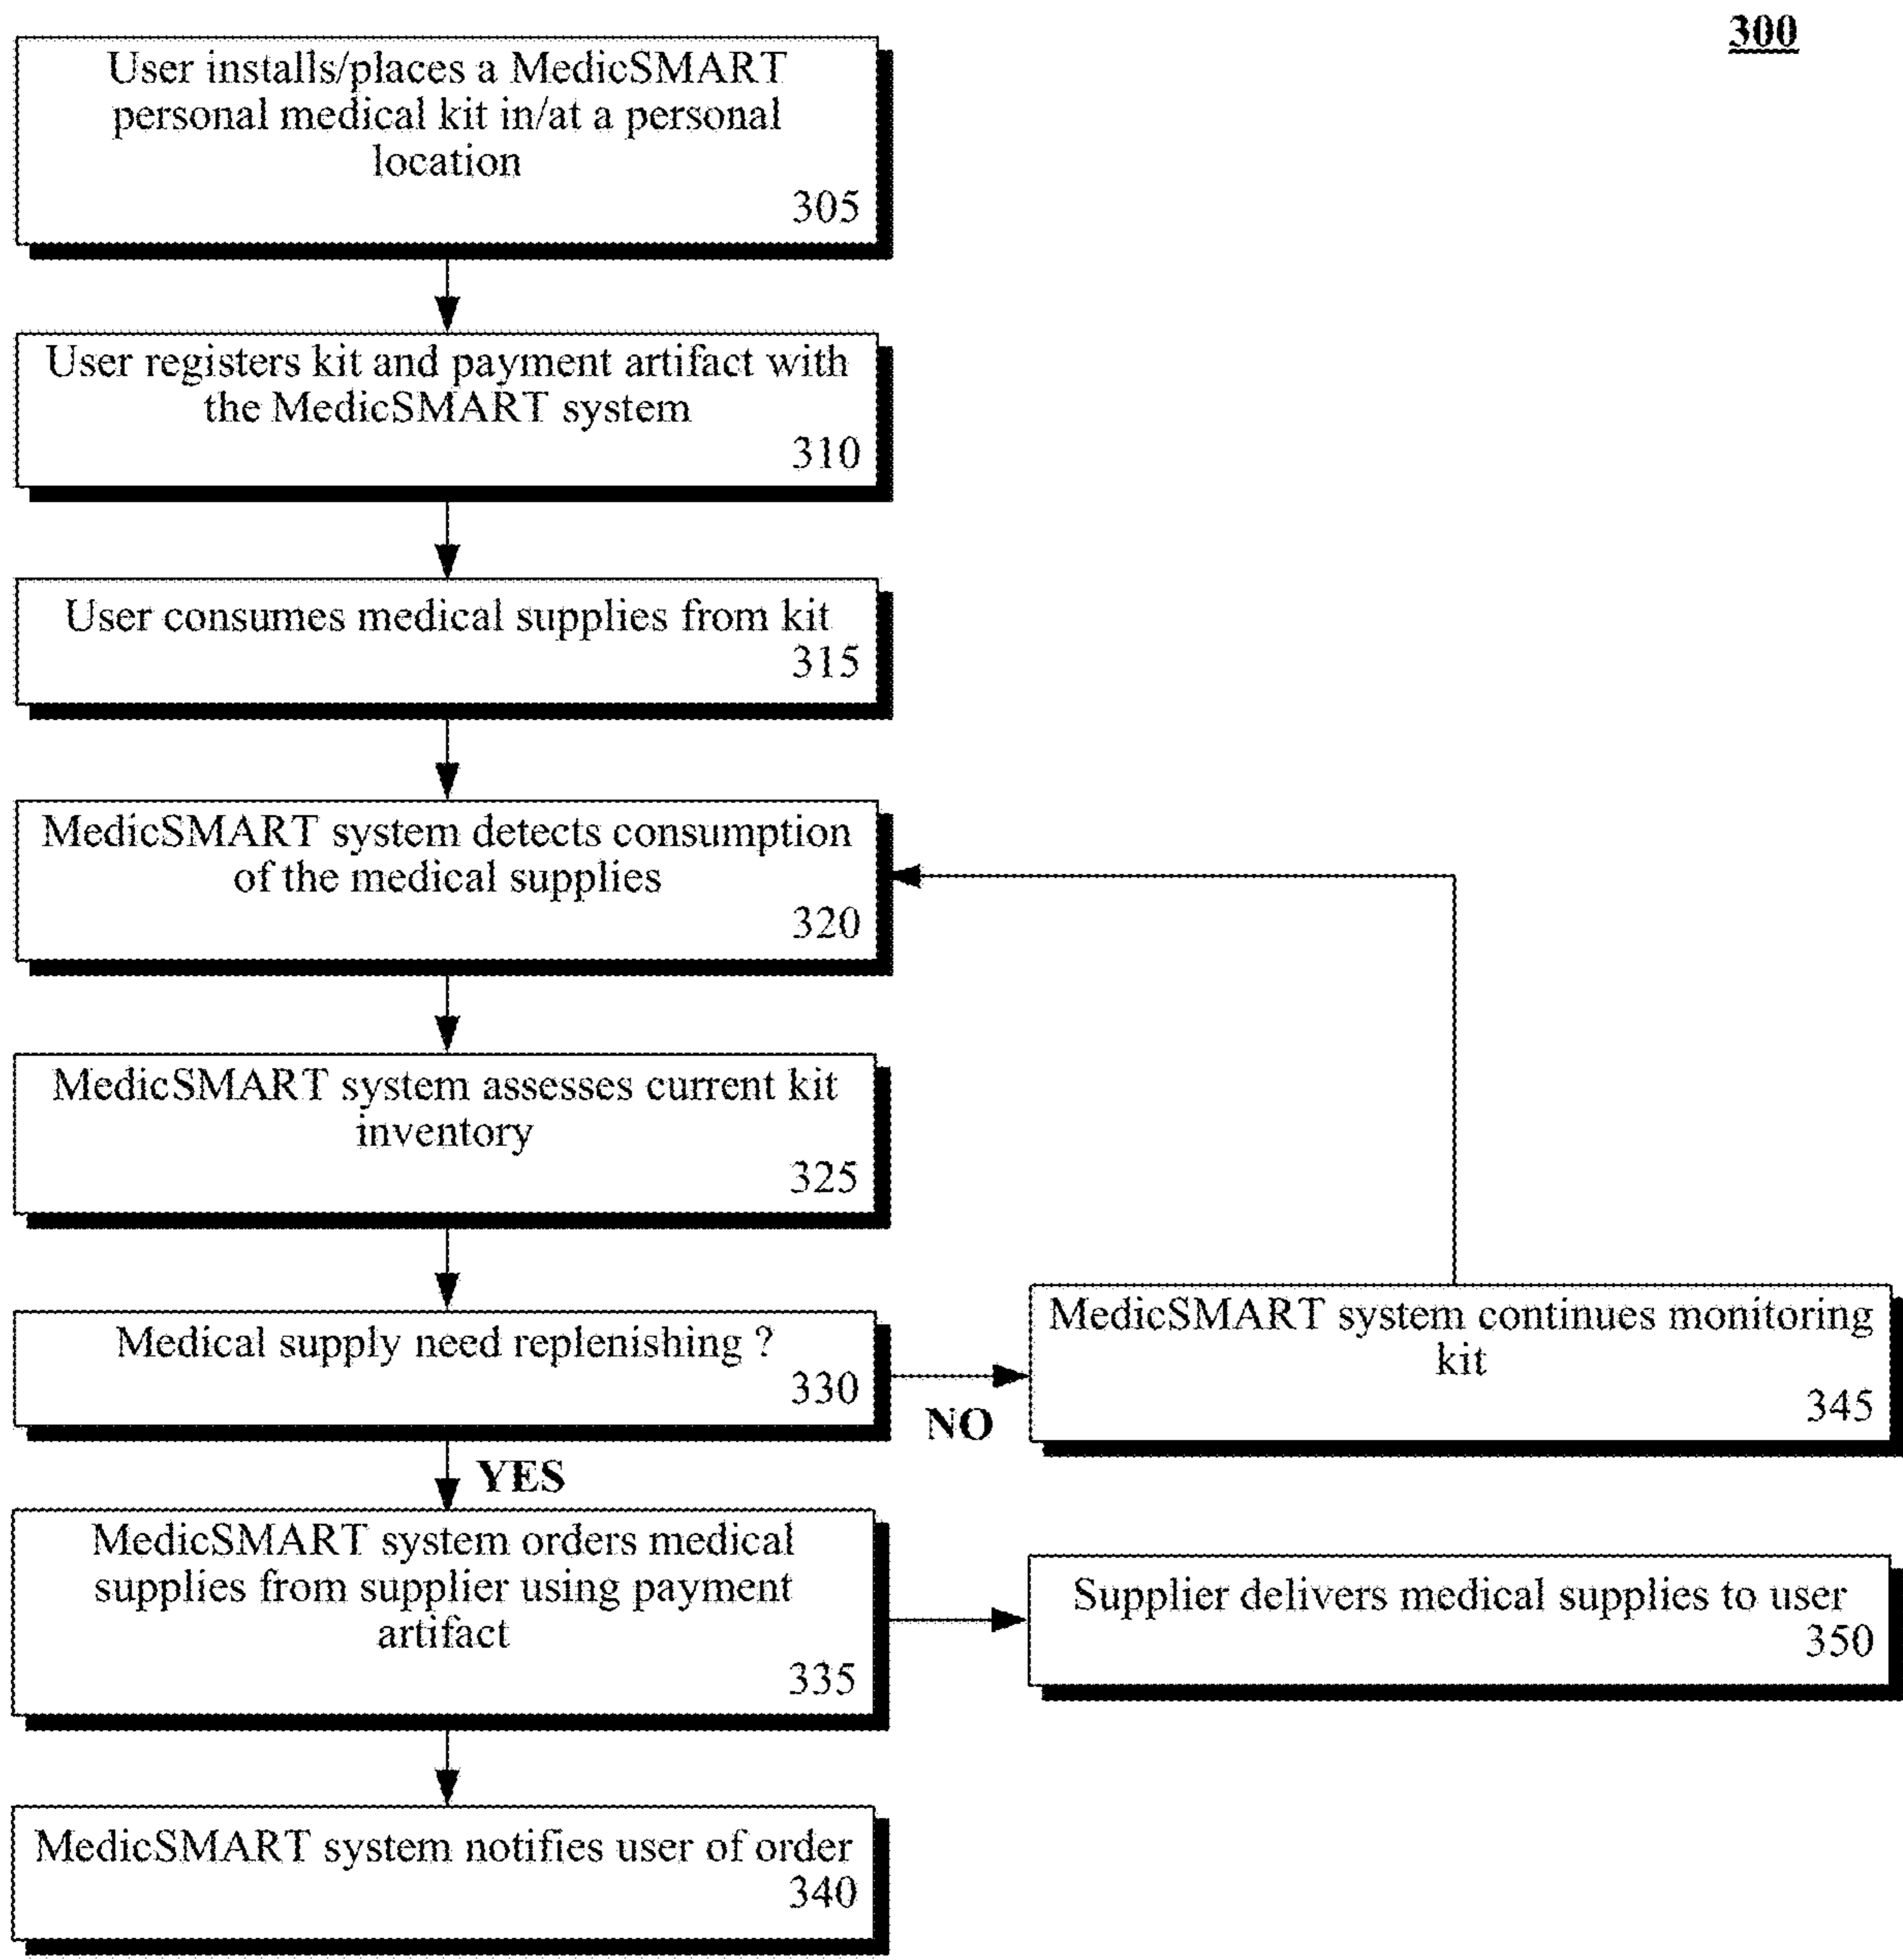 300
User installs/places a MedicSMART
personal medical kit in/at a personal
location
305
User registers kit and payment artifact with
the MedicSMART system
310
User consumes medical supplies from kit
315
MedicSMART system detects consumption
of the medical supplies
320
MedicSMART system assesses current kit
inventory
325
Medical supply need replenishing ?
330
NO
MedicSMART system continues monitoring
kit
345
YES
MedicSMART system orders medical
supplies from supplier using payment
artifact
335
Supplier delivers medical supplies to user
350
MedicSMART system notifies user of order
340